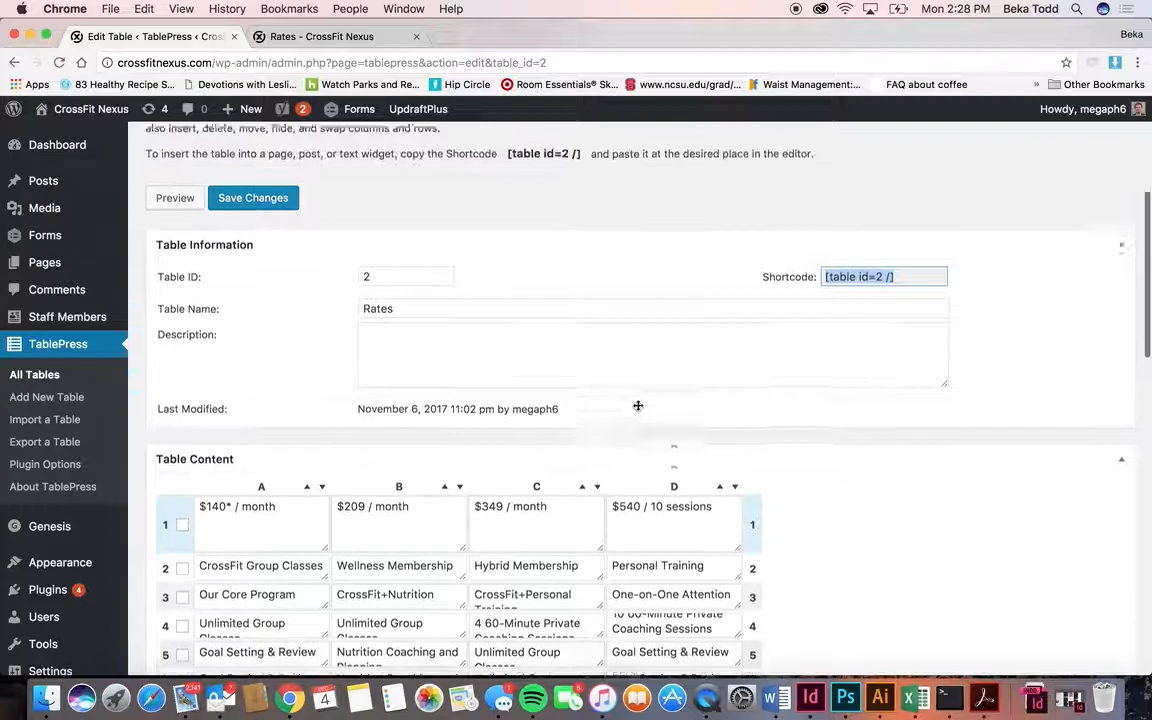 Chrome File Edit View History Bookmarks People Window Help Mon 2:28 PM Beka Todd
Edit Table ‹ TablePress ‹ Cros Rates - CrossFit Nexus Beka
crossfitnexus.com/wp-admin/admin.php?page=tablepress&action=edit&table_id=2
Apps 83 Healthy Recipe S... Devotions with Lesli... Watch Parks and Re... Hip Circle Room Essentials® Sk... www.ncsu.edu/grad/... Waist Management:... FAQ about coffee » Other Bookmarks
CrossFit Nexus 4 0 New 2 Forms UpdraftPlus Howdy, megaph6
also insert, delete, move, hide, and swap columns and rows.
To insert the table into a page, post, or text widget, copy the Shortcode [table id=2 /] and paste it at the desired place in the editor.
Preview Save Changes
Dashboard
Posts
Media
Forms
Pages
Comments
Staff Members
TablePress
All Tables
Add New Table
Import a Table
Export a Table
Plugin Options
About TablePress
Genesis
Appearance
Plugins 4
Users
Tools
Settings
Table Information
Table ID: 2 Shortcode: [table id=2 /]
Table Name: Rates
Description:
Last Modified: November 6, 2017 11:02 pm by megaph6
Table Content
A B C D
1 $140* / month $209 / month $349 / month $540 / 10 sessions 1
2 CrossFit Group Classes Wellness Membership Hybrid Membership Personal Training 2
3 Our Core Program CrossFit+Nutrition CrossFit+Personal Training One-on-One Attention 3
4 Unlimited Group Classes Unlimited Group Classes 4 60-Minute Private Coaching Sessions 10 60-Minute Private Coaching Sessions 4
5 Goal Setting & Review Nutrition Coaching and Planning Unlimited Group Classes Goal Setting & Review 5